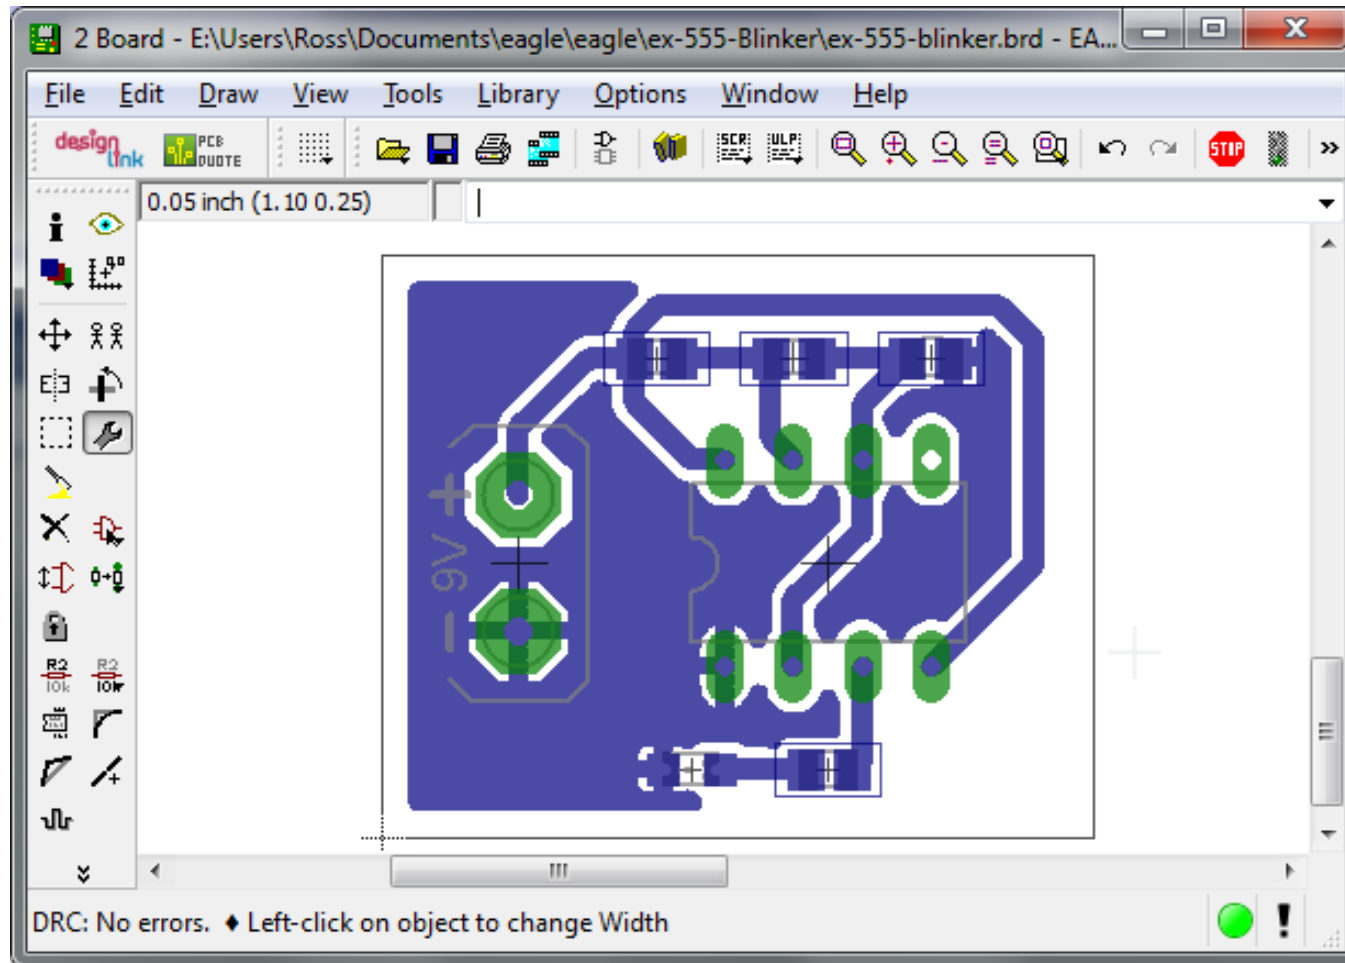 2 Board - E:\Users\Ross\Documents\eagle\eagle\ex-555-Blinker\ex-555-blinker.brd - EA...
File Edit Draw View Tools Library Options Window Help
design link PCB QUOTE SCR ULP STOP »
0.05 inch (1.10 0.25)
R2 R2
10k 10k
+
9V
-
DRC: No errors. ♦ Left-click on object to change Width